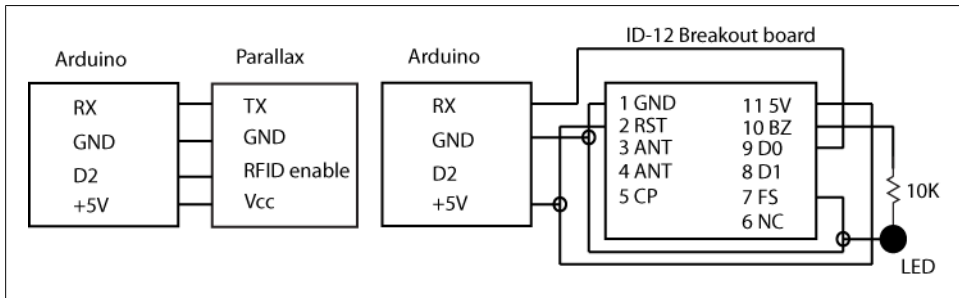 Arduino
RX
GND
D2
+5V
Parallax
TX
GND
RFID enable
Vcc
Arduino
RX
GND
D2
+5V
ID-12 Breakout board
1 GND
2 RST
3 ANT
4 ANT
5 CP
11 5V
10 BZ
9 D0
8 D1
7 FS
6 NC
10K
LED